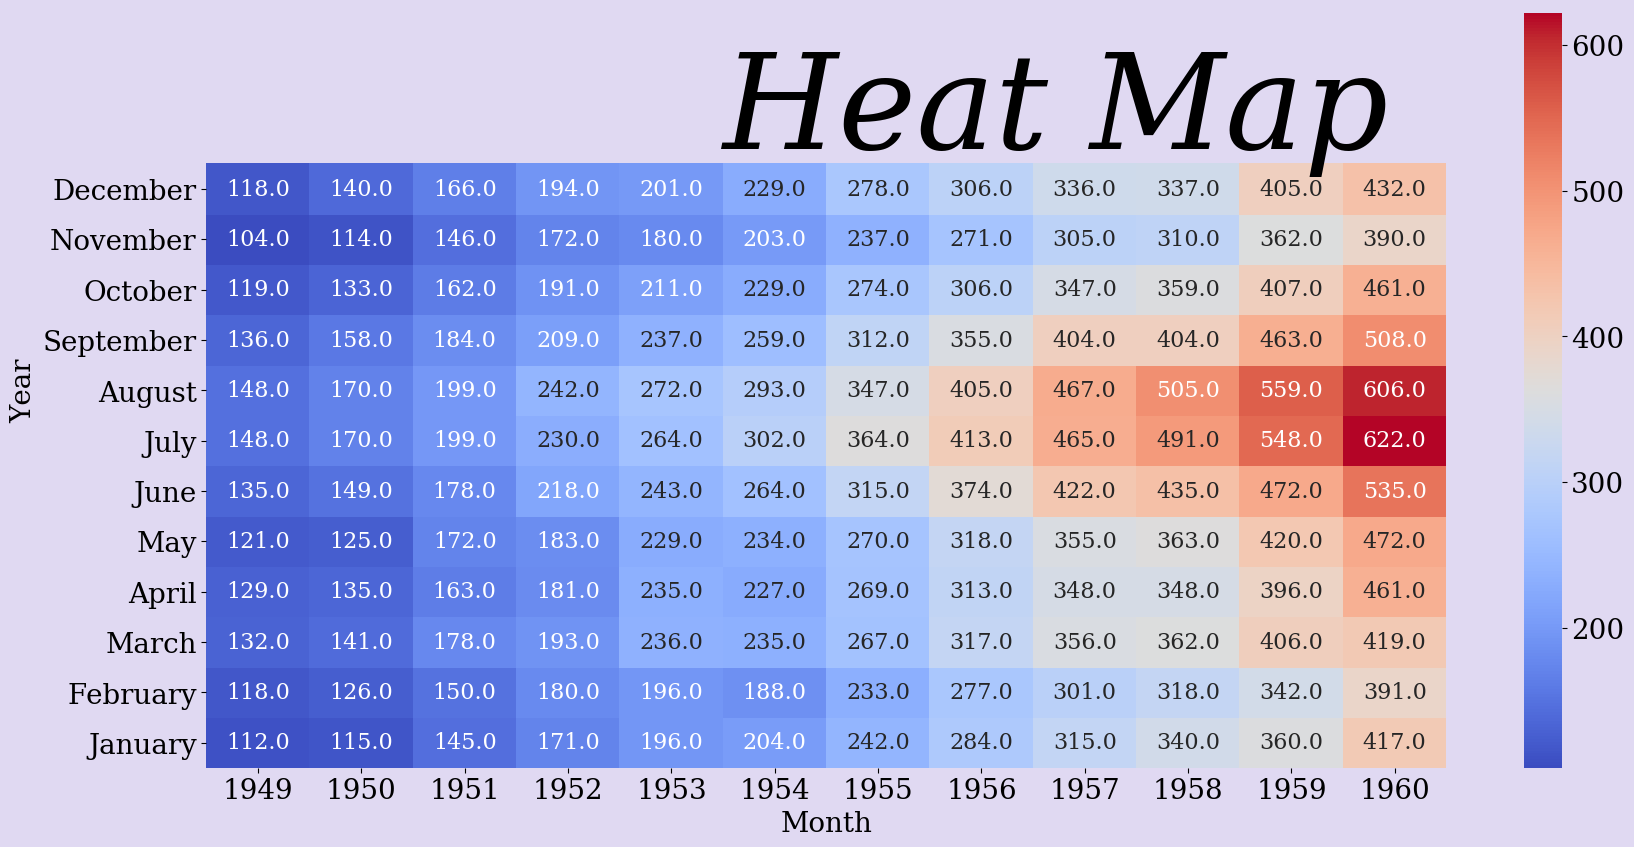 Heat Map
December 118.0 140.0 166.0 194.0 201.0 229.0 278.0 306.0 336.0 337.0 405.0 432.0
November 104.0 114.0 146.0 172.0 180.0 203.0 237.0 271.0 305.0 310.0 362.0 390.0
October 119.0 133.0 162.0 191.0 211.0 229.0 274.0 306.0 347.0 359.0 407.0 461.0
September 136.0 158.0 184.0 209.0 237.0 259.0 312.0 355.0 404.0 404.0 463.0 508.0
August 148.0 170.0 199.0 242.0 272.0 293.0 347.0 405.0 467.0 505.0 559.0 606.0
July 148.0 170.0 199.0 230.0 264.0 302.0 364.0 413.0 465.0 491.0 548.0 622.0
June 135.0 149.0 178.0 218.0 243.0 264.0 315.0 374.0 422.0 435.0 472.0 535.0
May 121.0 125.0 172.0 183.0 229.0 234.0 270.0 318.0 355.0 363.0 420.0 472.0
April 129.0 135.0 163.0 181.0 235.0 227.0 269.0 313.0 348.0 348.0 396.0 461.0
March 132.0 141.0 178.0 193.0 236.0 235.0 267.0 317.0 356.0 362.0 406.0 419.0
February 118.0 126.0 150.0 180.0 196.0 188.0 233.0 277.0 301.0 318.0 342.0 391.0
January 112.0 115.0 145.0 171.0 196.0 204.0 242.0 284.0 315.0 340.0 360.0 417.0
1949 1950 1951 1952 1953 1954 1955 1956 1957 1958 1959 1960
Month
Year
600
500
400
300
200